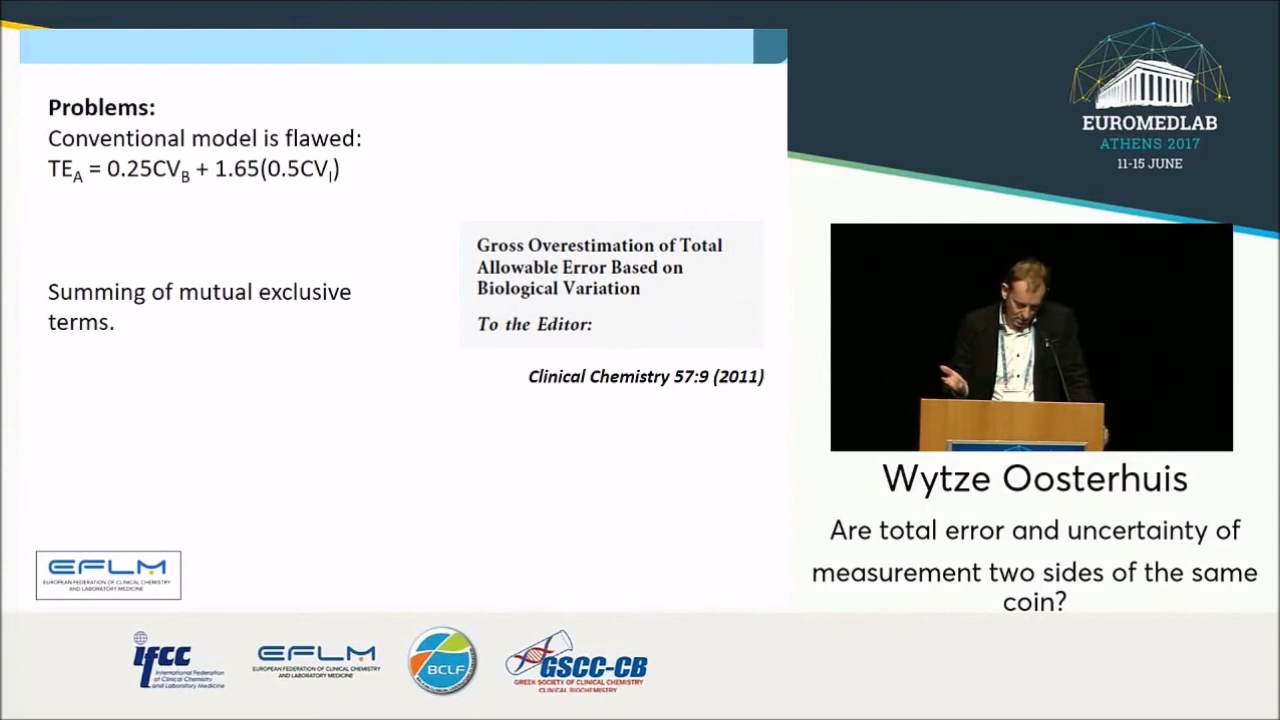 Problems:
Conventional model is flawed:
TEA = 0.25CVB + 1.65(0.5CVI)
Summing of mutual exclusive
terms.
Gross Overestimation of Total
Allowable Error Based on
Biological Variation
To the Editor:
Clinical Chemistry 57:9 (2011)
EFLM
EUROPEAN FEDERATION OF CLINICAL CHEMISTRY
AND LABORATORY MEDICINE
EUROMEDLAB
ATHENS 2017
11-15 JUNE
Wytze Oosterhuis
Are total error and uncertainty of
measurement two sides of the same
coin?
ifcc
International Federation
of Clinical Chemistry
and Laboratory Medicine
EFLM
EUROPEAN FEDERATION OF CLINICAL CHEMISTRY
AND LABORATORY MEDICINE
BCLF
GSCC-CB
GREEK SOCIETY OF CLINICAL CHEMISTRY
CLINICAL BIOCHEMISTRY